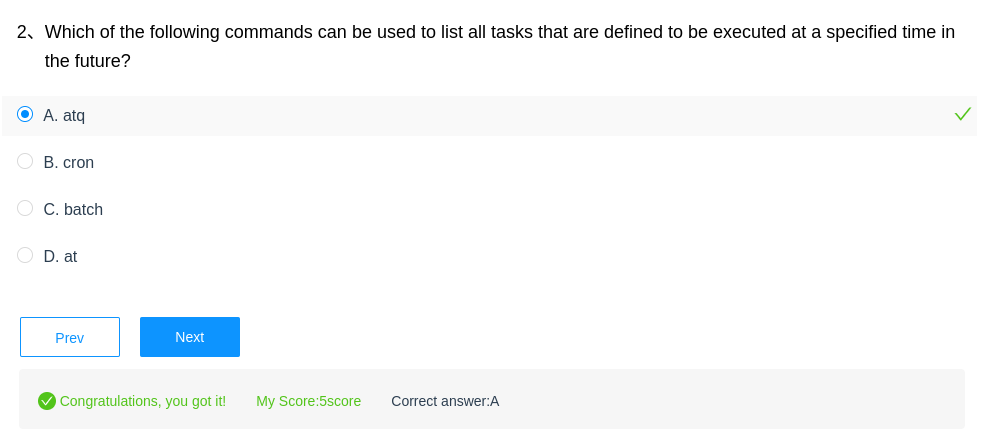 2、Which of the following commands can be used to list all tasks that are defined to be executed at a specified time in
the future?
A. atq
B. cron
C. batch
D. at
Prev
Next
Congratulations, you got it!
My Score:5score
Correct answer:A